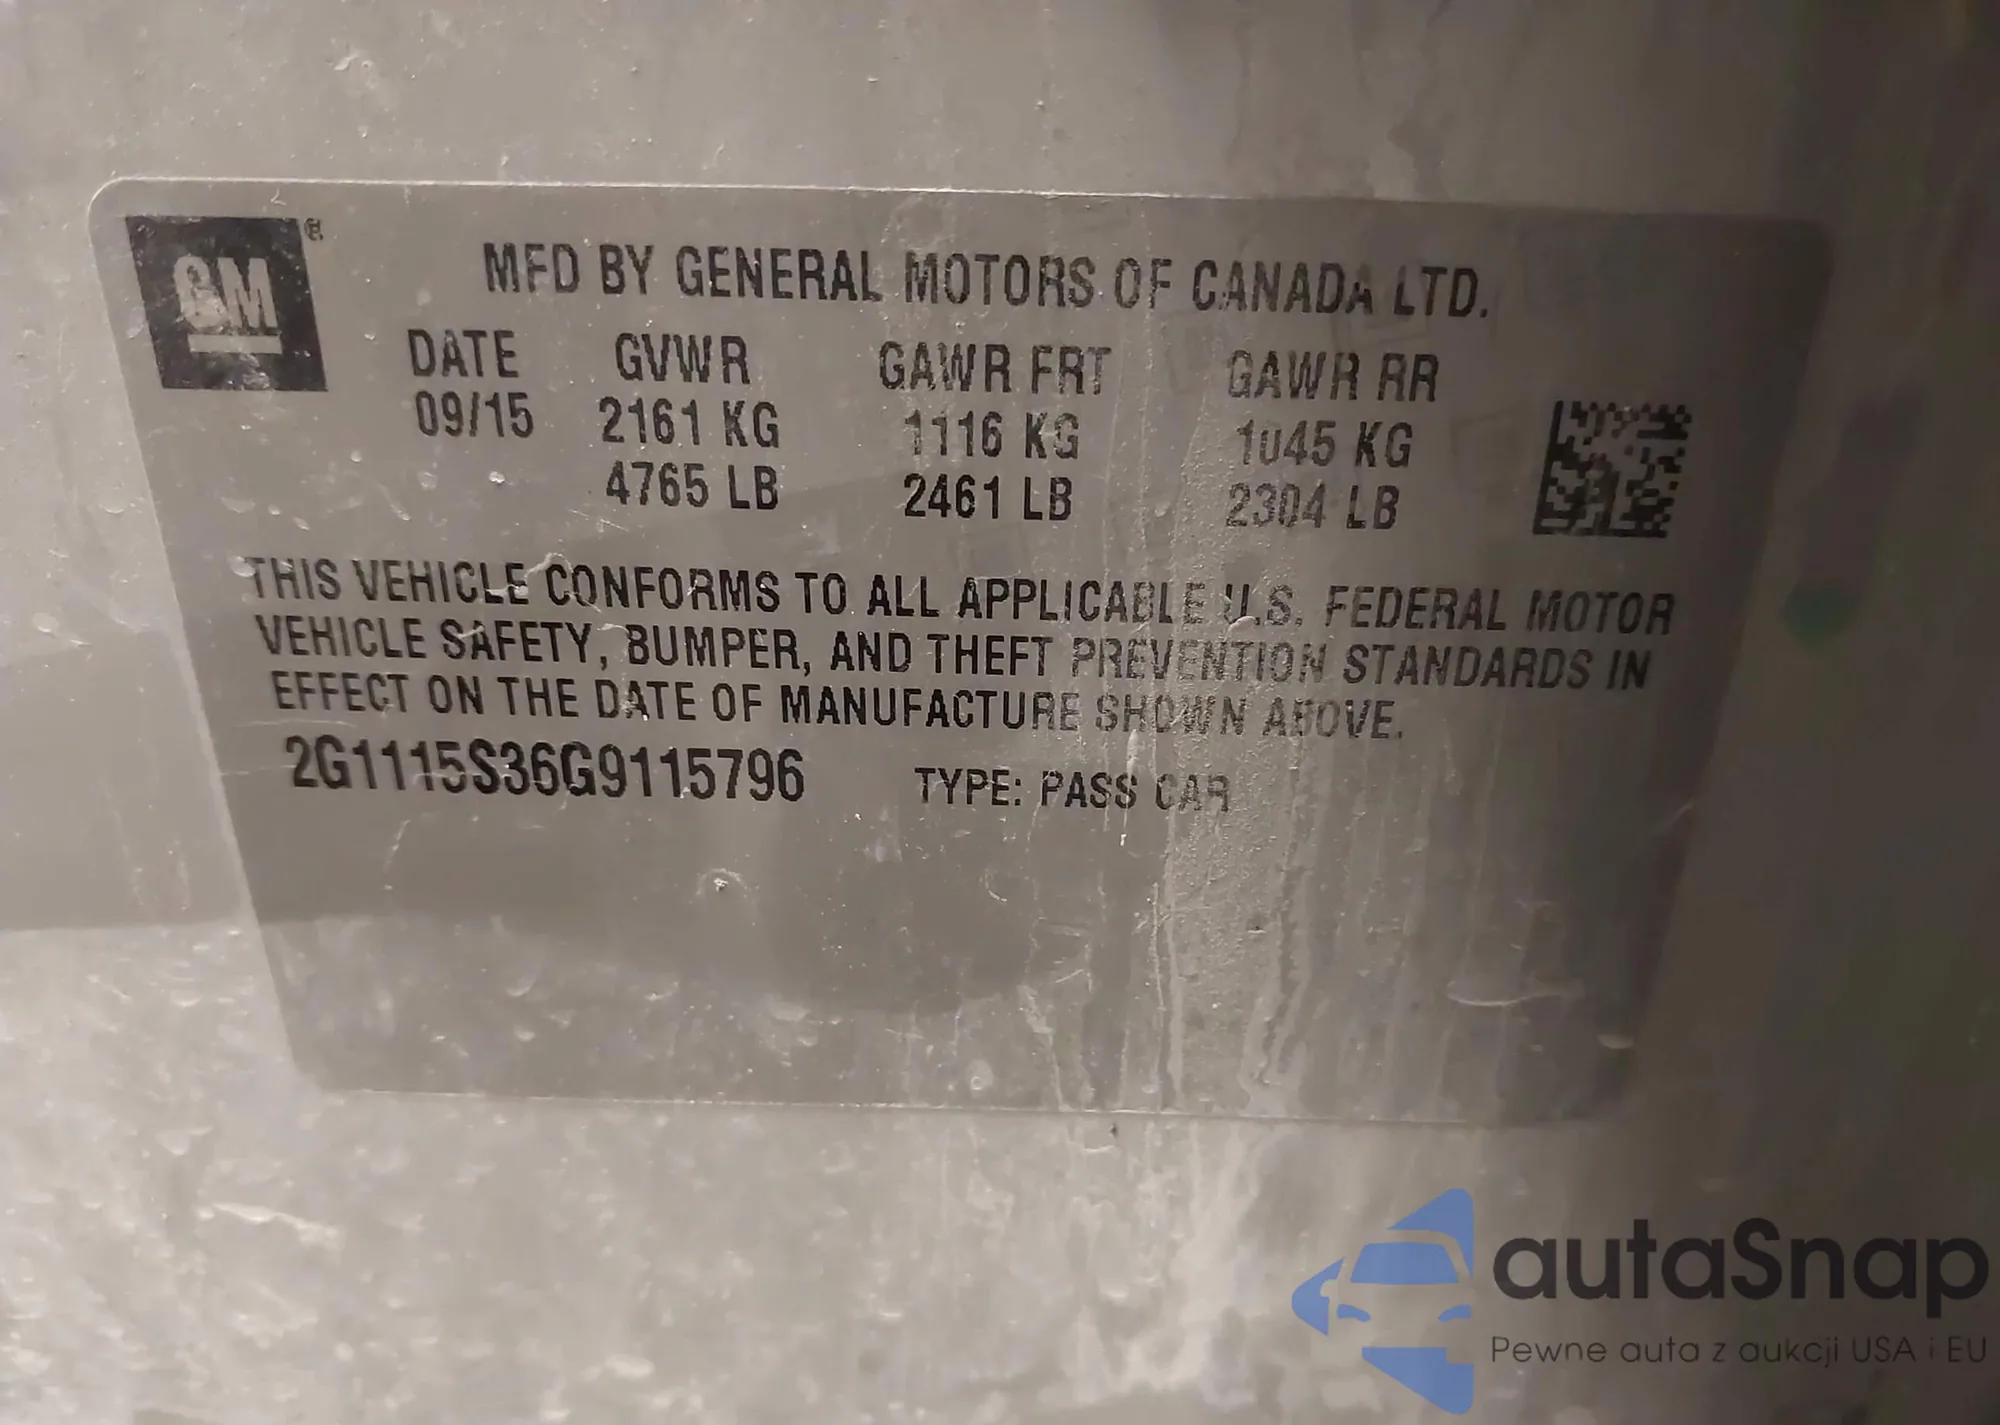 GM ®
MFD BY GENERAL MOTORS OF CANADA LTD.
DATE GVWR GAWR FRT GAWR RR
09/15 2161 KG 1116 KG 1045 KG
4765 LB 2461 LB 2304 LB
THIS VEHICLE CONFORMS TO ALL APPLICABLE U.S. FEDERAL MOTOR
VEHICLE SAFETY, BUMPER, AND THEFT PREVENTION STANDARDS IN
EFFECT ON THE DATE OF MANUFACTURE SHOWN ABOVE.
2G1115S36G9115796 TYPE: PASS CAR
autaSnap
Pewne auta z aukcji USA i EU